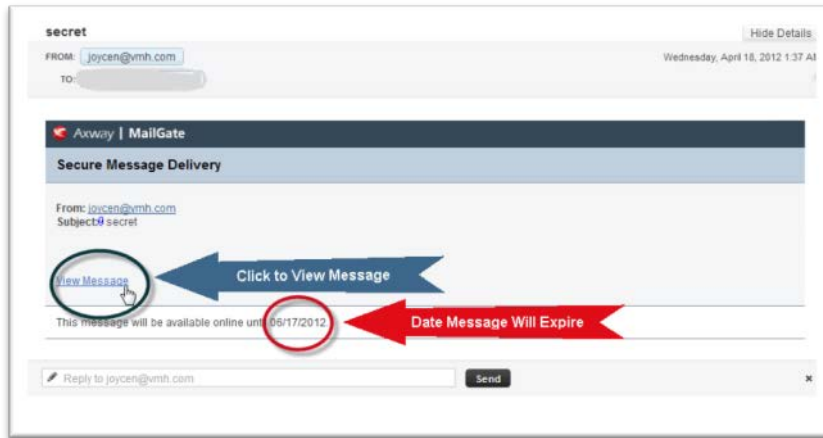 secret
Hide Details
FROM: joycen@vmh.com
Wednesday, April 18, 2012 1:37 AM
TO:
Axway | MailGate
Secure Message Delivery
From: joycen@vmh.com
Subject: secret
View Message
Click to View Message
This message will be available online until 06/17/2012.
Date Message Will Expire
Reply to joycen@vmh.com
Send